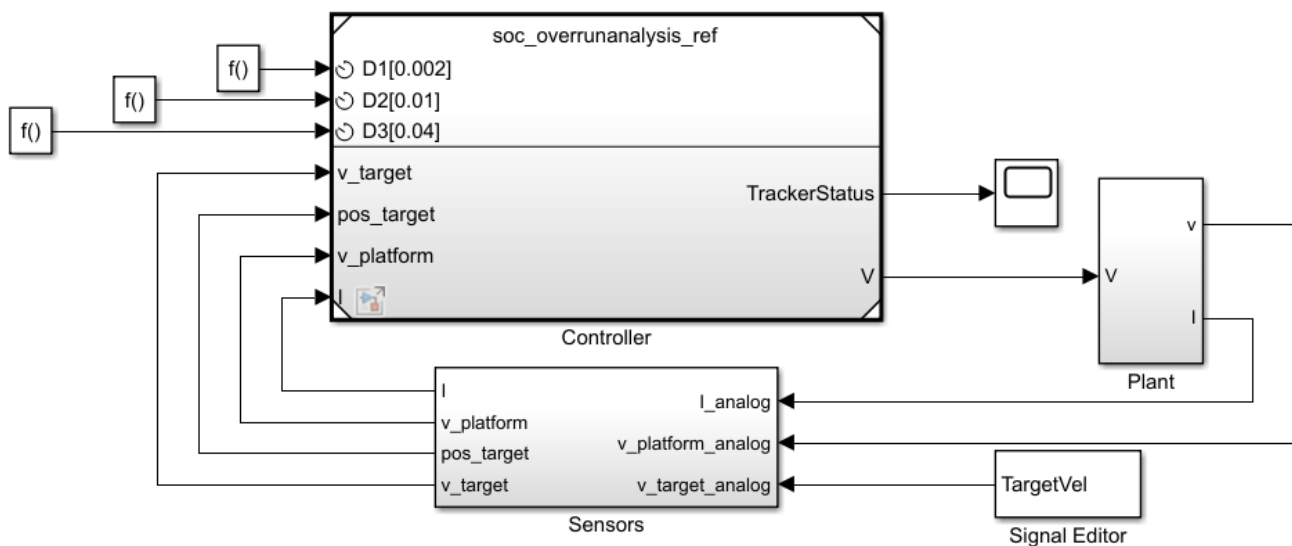 soc_overrunanalysis_ref
f()
D1[0.002]
f()
D2[0.01]
f()
D3[0.04]
v_target
pos_target
v_platform
I
TrackerStatus
V
Controller
V
v
I
Plant
I
v_platform
pos_target
v_target
I_analog
v_platform_analog
v_target_analog
Sensors
TargetVel
Signal Editor